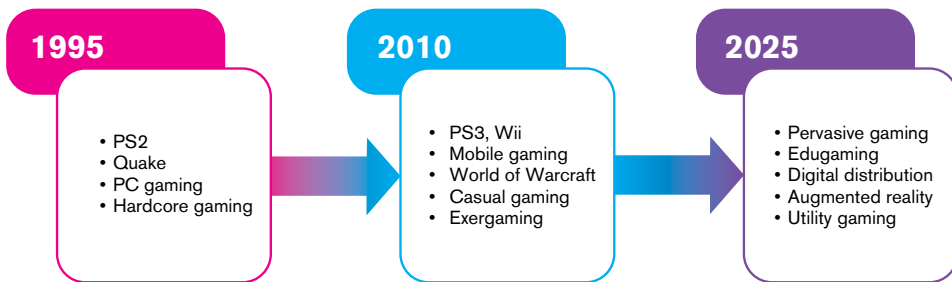 1995
• PS2
• Quake
• PC gaming
• Hardcore gaming
2010
• PS3, Wii
• Mobile gaming
• World of Warcraft
• Casual gaming
• Exergaming
2025
• Pervasive gaming
• Edugaming
• Digital distribution
• Augmented reality
• Utility gaming